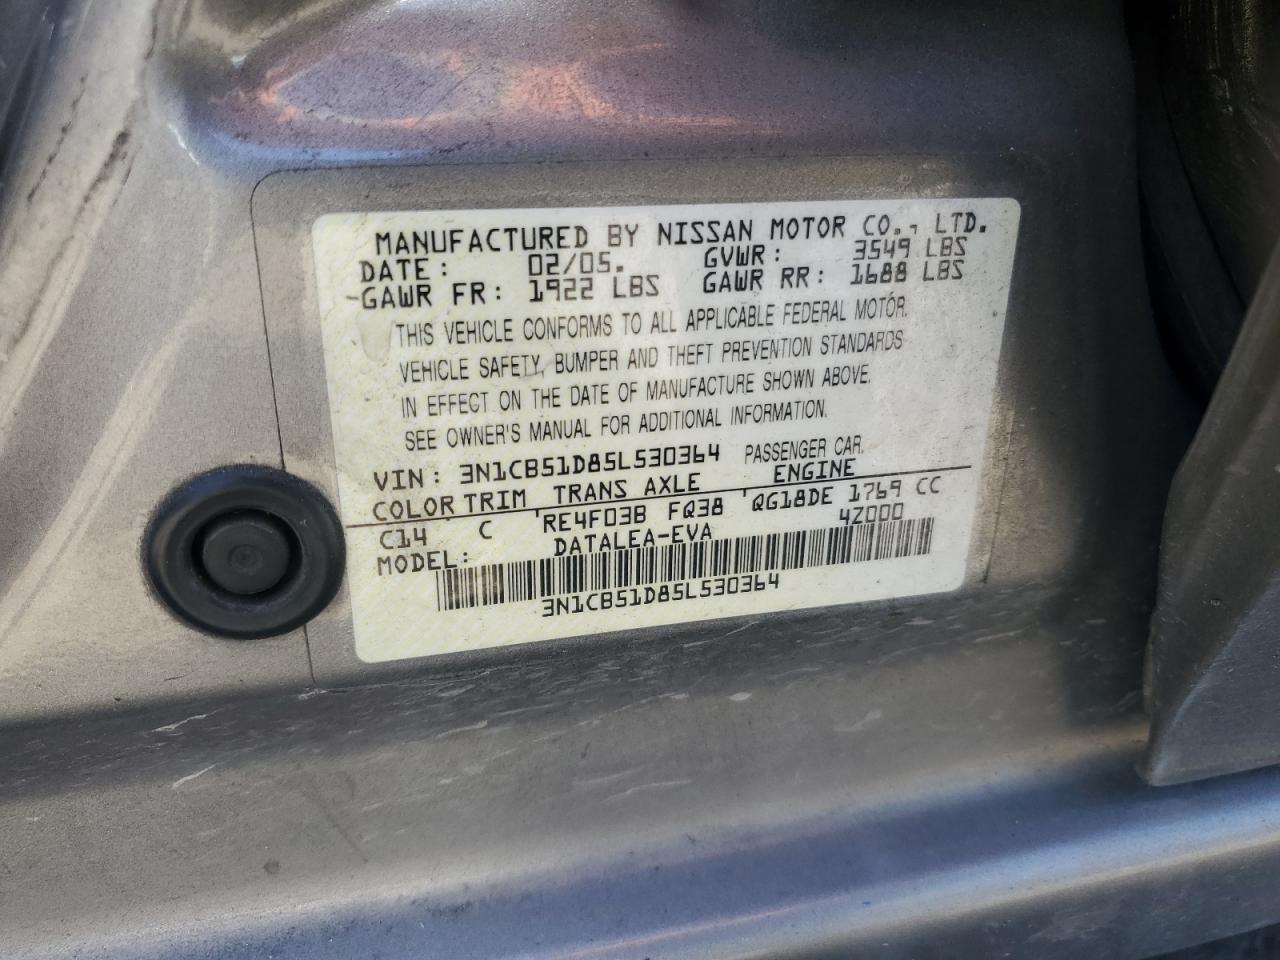 MANUFACTURED BY NISSAN MOTOR CO., LTD.
DATE: 02/05. GVWR: 3549 LBS
GAWR FR: 1922 LBS GAWR RR: 1688 LBS
THIS VEHICLE CONFORMS TO ALL APPLICABLE FEDERAL MOTOR
VEHICLE SAFETY, BUMPER AND THEFT PREVENTION STANDARDS
IN EFFECT ON THE DATE OF MANUFACTURE SHOWN ABOVE.
SEE OWNER'S MANUAL FOR ADDITIONAL INFORMATION.
VIN: 3N1CB51D85L530364 PASSENGER CAR.
COLOR TRIM TRANS AXLE ENGINE
C14 C RE4F03B FQ38 QG18DE 1769 CC
MODEL: DATALEA-EVA 4Z000
3N1CB51D85L530364